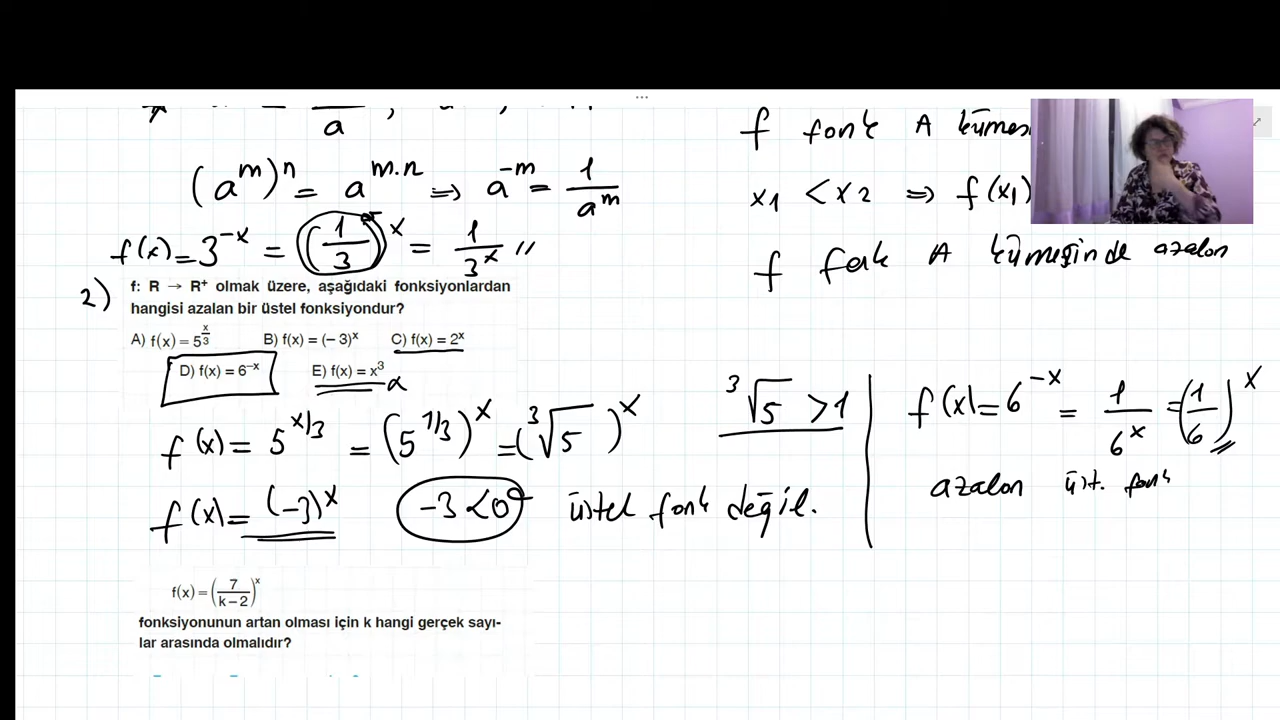 (a^m)^n = a^{m.n} ⇒ a^{-m} = 1/a^m
f(x) = 3^{-x} = (1/3)^x = 1/3^x //
2) f: R → R⁺ olmak üzere, aşağıdaki fonksiyonlardan
hangisi azalan bir üstel fonksiyondur?
A) f(x) = 5^{x/3} B) f(x) = (– 3)^x C) f(x) = 2^x
D) f(x) = 6^{–x} E) f(x) = x^3
f(x) = 5^{x/3} = (5^{1/3})^x = (∛5)^x
f(x) = (-3)^x -3 < 0 üstel fonk değil.
f(x) = (7/(k – 2))^x
fonksiyonunun artan olması için k hangi gerçek sayı-
lar arasında olmalıdır?
f fonk A
x1 < x2 ⇒ f(x1)
f fonk A kümesinde azalan
∛5 > 1
f(x) = 6^{-x} = 1/6^x = (1/6)^x
azalan üst. fonk